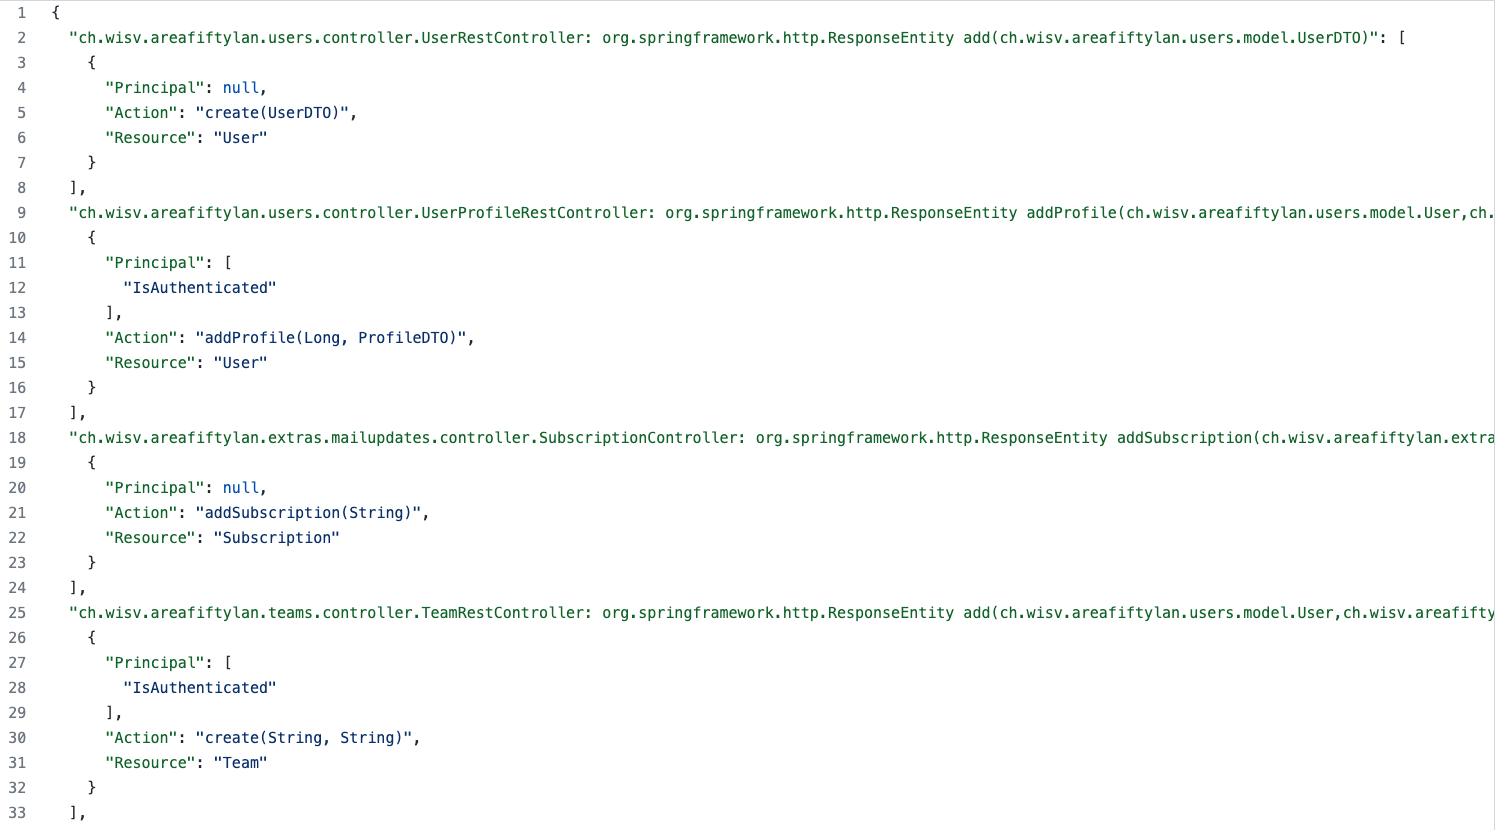 1 {
2 "ch.wisv.areafiftylan.users.controller.UserRestController: org.springframework.http.ResponseEntity add(ch.wisv.areafiftylan.users.model.UserDTO)": [
3 {
4 "Principal": null,
5 "Action": "create(UserDTO)",
6 "Resource": "User"
7 }
8 ],
9 "ch.wisv.areafiftylan.users.controller.UserProfileRestController: org.springframework.http.ResponseEntity addProfile(ch.wisv.areafiftylan.users.model.User,ch.
10 {
11 "Principal": [
12 "IsAuthenticated"
13 ],
14 "Action": "addProfile(Long, ProfileDTO)",
15 "Resource": "User"
16 }
17 ],
18 "ch.wisv.areafiftylan.extras.mailupdates.controller.SubscriptionController: org.springframework.http.ResponseEntity addSubscription(ch.wisv.areafiftylan.extra
19 {
20 "Principal": null,
21 "Action": "addSubscription(String)",
22 "Resource": "Subscription"
23 }
24 ],
25 "ch.wisv.areafiftylan.teams.controller.TeamRestController: org.springframework.http.ResponseEntity add(ch.wisv.areafiftylan.users.model.User,ch.wisv.areafifty
26 {
27 "Principal": [
28 "IsAuthenticated"
29 ],
30 "Action": "create(String, String)",
31 "Resource": "Team"
32 }
33 ],